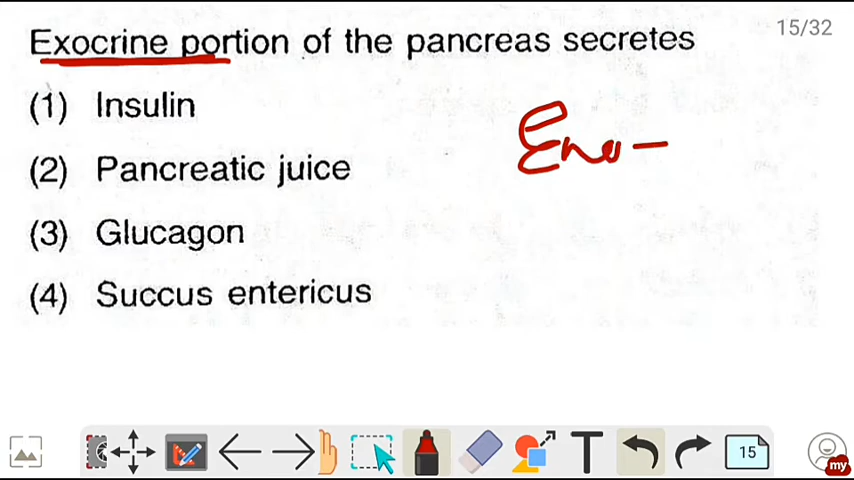 15/32
Exocrine portion of the pancreas secretes
(1) Insulin
(2) Pancreatic juice
(3) Glucagon
(4) Succus entericus
T
15
my